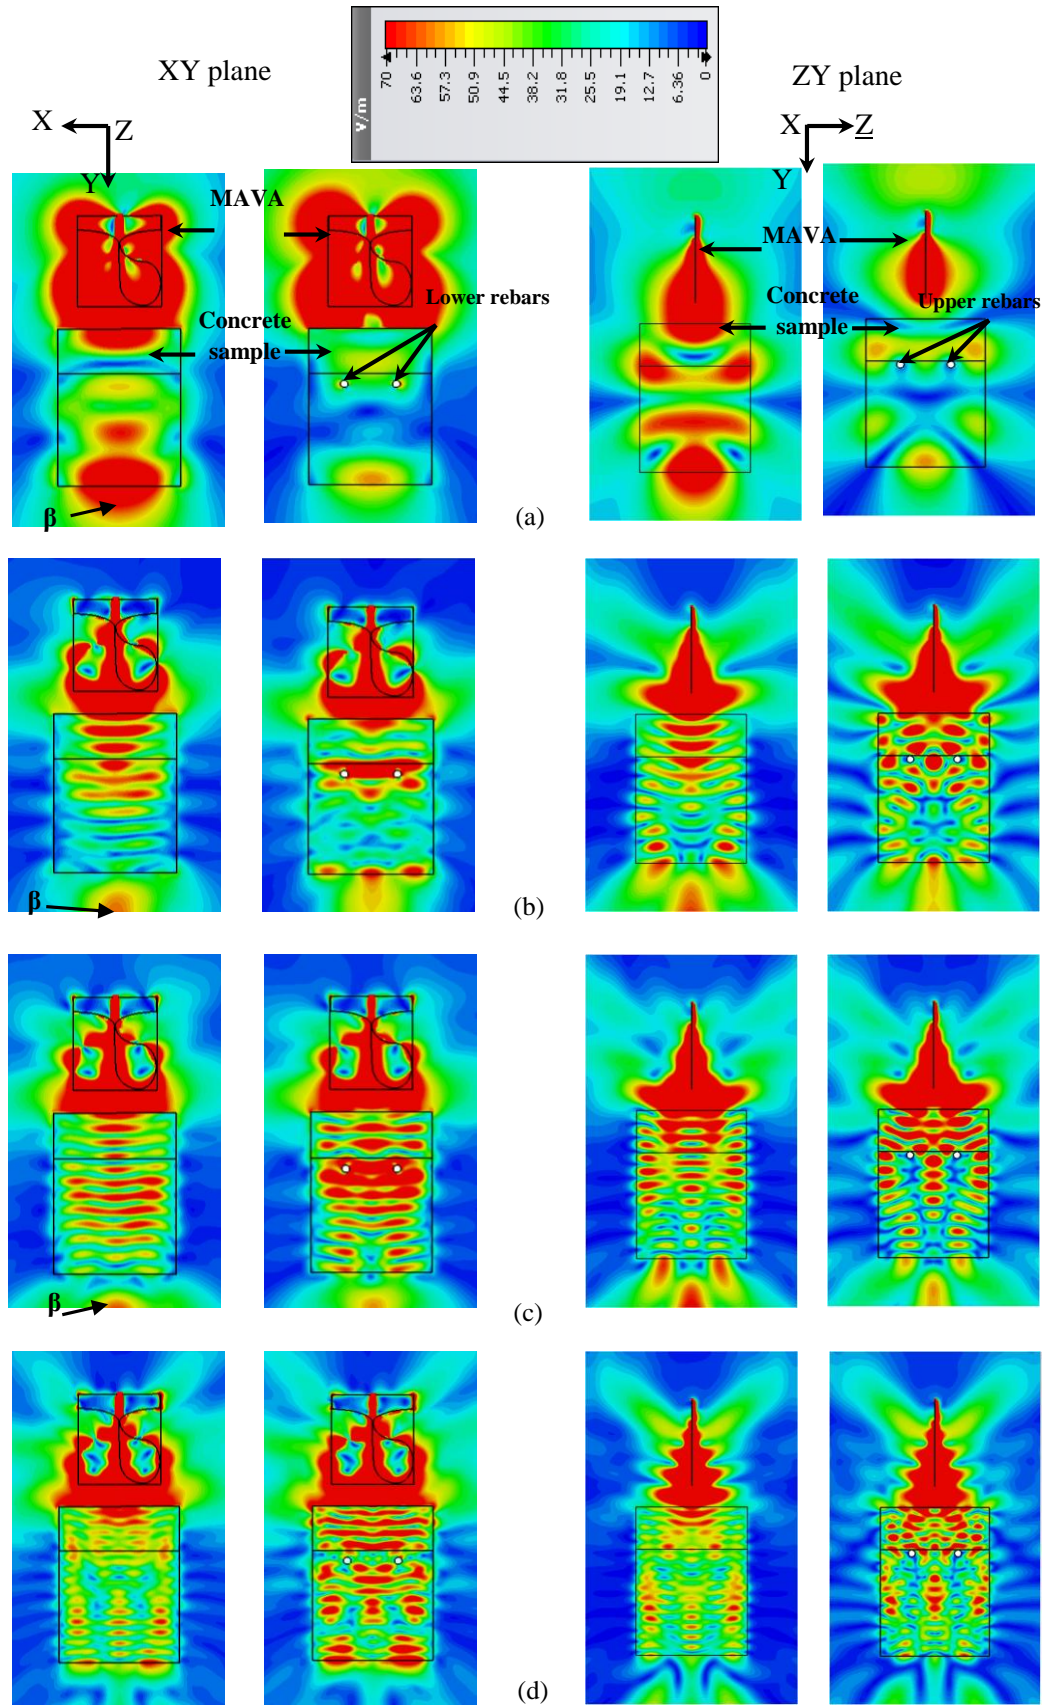 XY plane
ZY plane
V/m
70
63.6
57.3
50.9
44.5
38.2
31.8
25.5
19.1
12.7
6.36
0
X
Z
Y
X
Z
Y
MAVA
MAVA
Lower rebars
Upper rebars
Concrete
sample
Concrete
sample
β
(a)
β
(b)
β
(c)
(d)